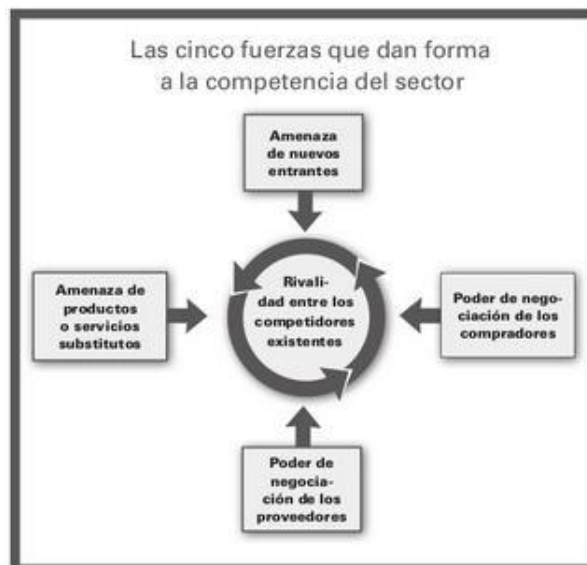 Las cinco fuerzas que dan forma
a la competencia del sector
Amenaza
de nuevos
entrantes
Amenaza de
productos
o servicios
substitutos
Rivali-
dad entre los
competidores
existentes
Poder de nego-
ciación de los
compradores
Poder de
negocia-
ción de los
proveedores